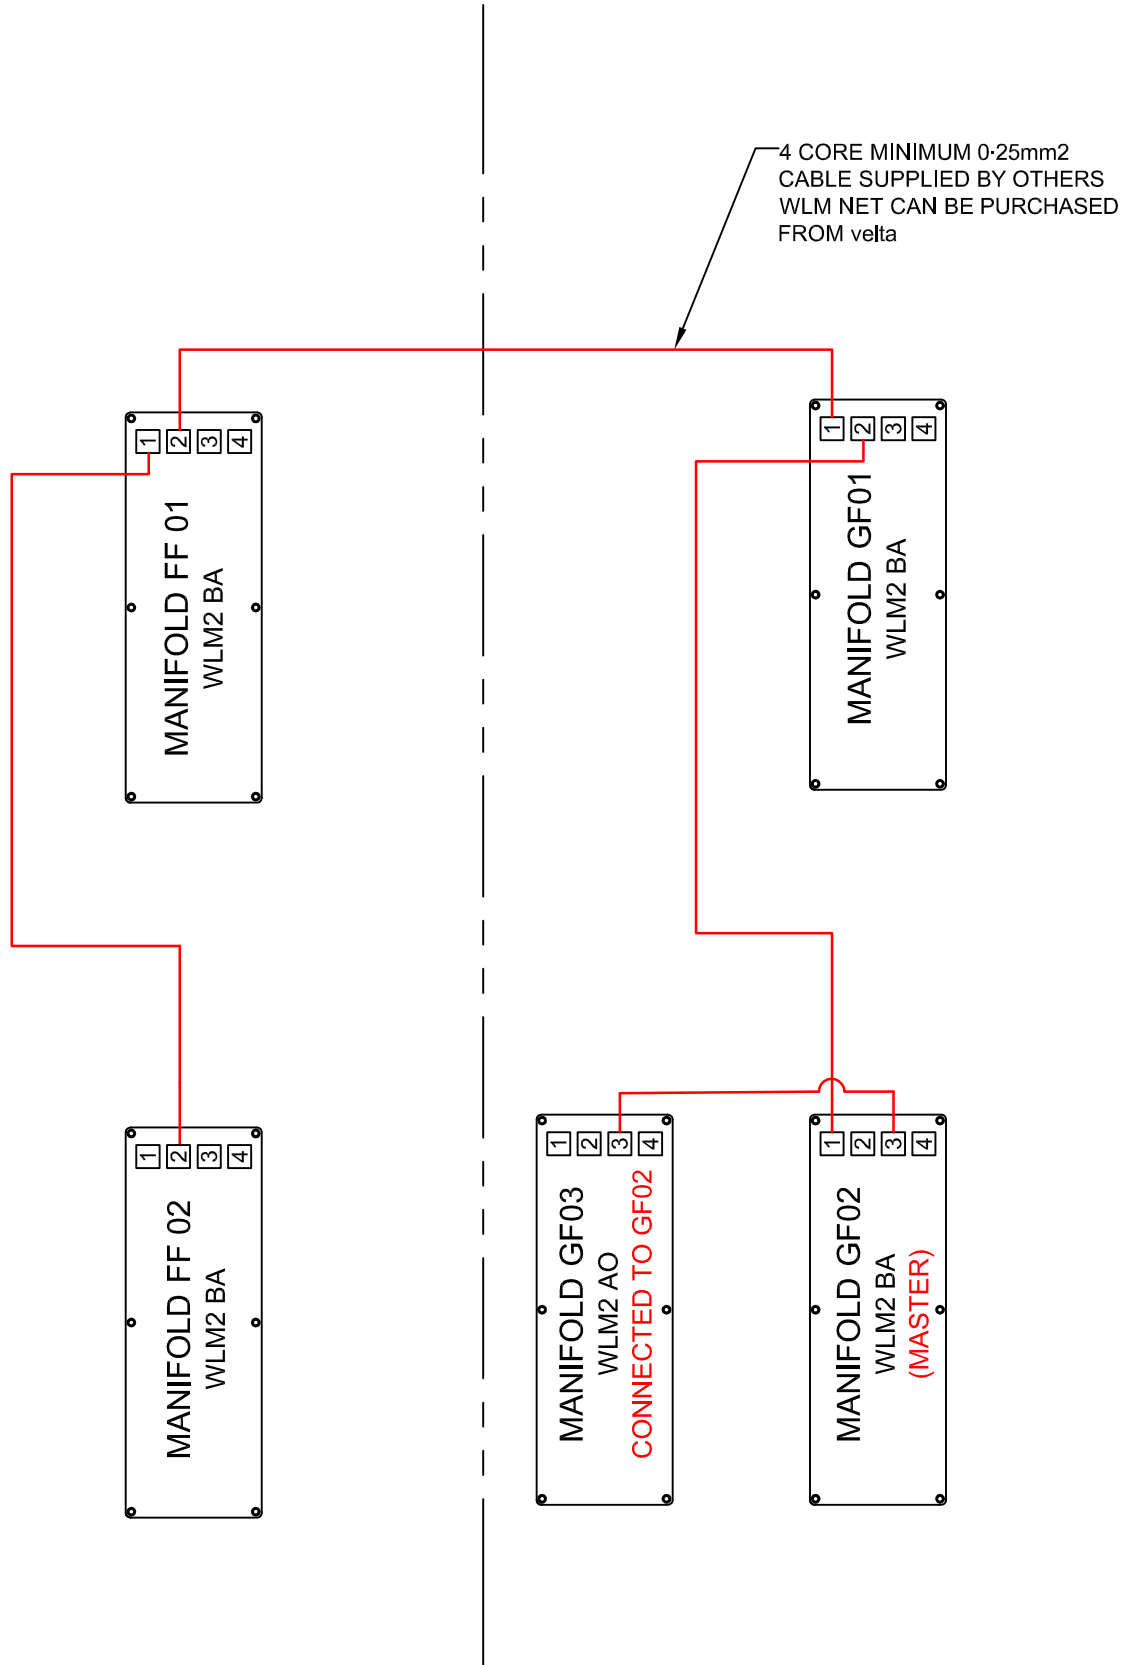 4 CORE MINIMUM 0·25mm2
CABLE SUPPLIED BY OTHERS
WLM NET CAN BE PURCHASED
FROM velta
1
2
3
4
MANIFOLD FF 01
WLM2 BA
1
2
3
4
MANIFOLD GF01
WLM2 BA
1
2
3
4
MANIFOLD FF 02
WLM2 BA
1
2
3
4
MANIFOLD GF03
WLM2 AO
CONNECTED TO GF02
1
2
3
4
MANIFOLD GF02
WLM2 BA
(MASTER)